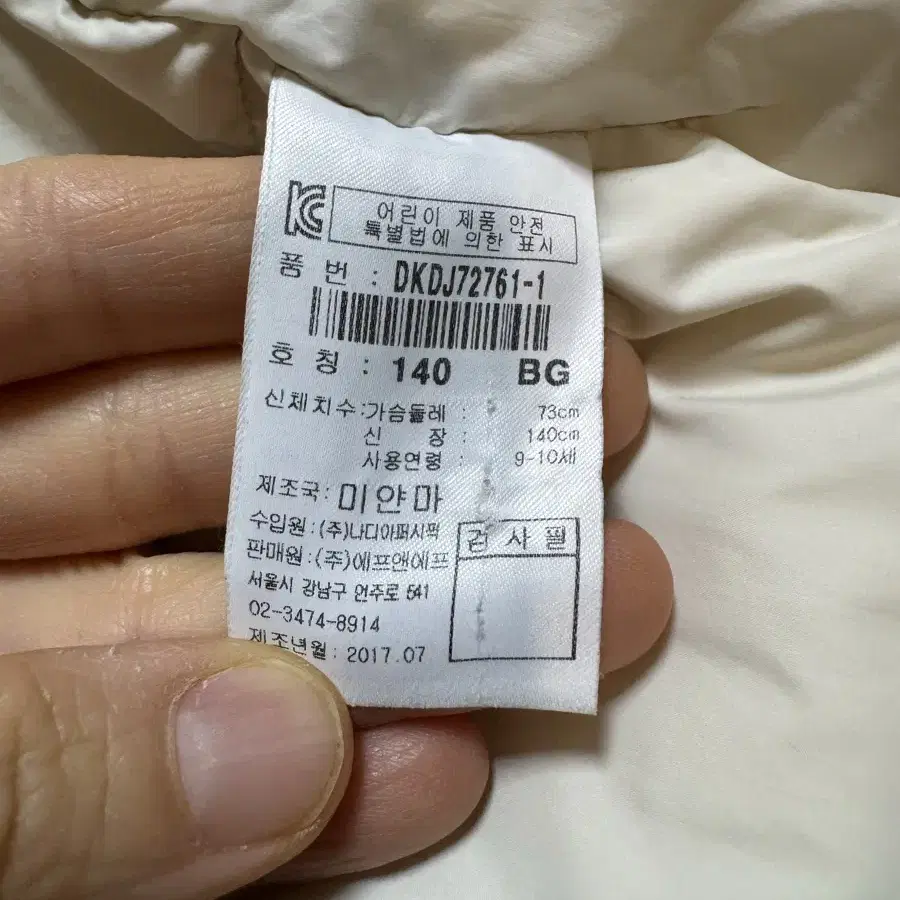 KC
어린이 제품 안전
특별법에 의한 표시
품 번 : DKDJ72761-1
호 칭 : 140 BG
신체치수:가슴둘레 : 73cm
신 장 : 140cm
사용연령 : 9-10세
제조국: 미얀마
수입원:(주)나디아퍼시픽
판매원:(주)에프앤에프
검 사 필
서울시 강남구 언주로 541
02-3474-8914
제조년월: 2017.07